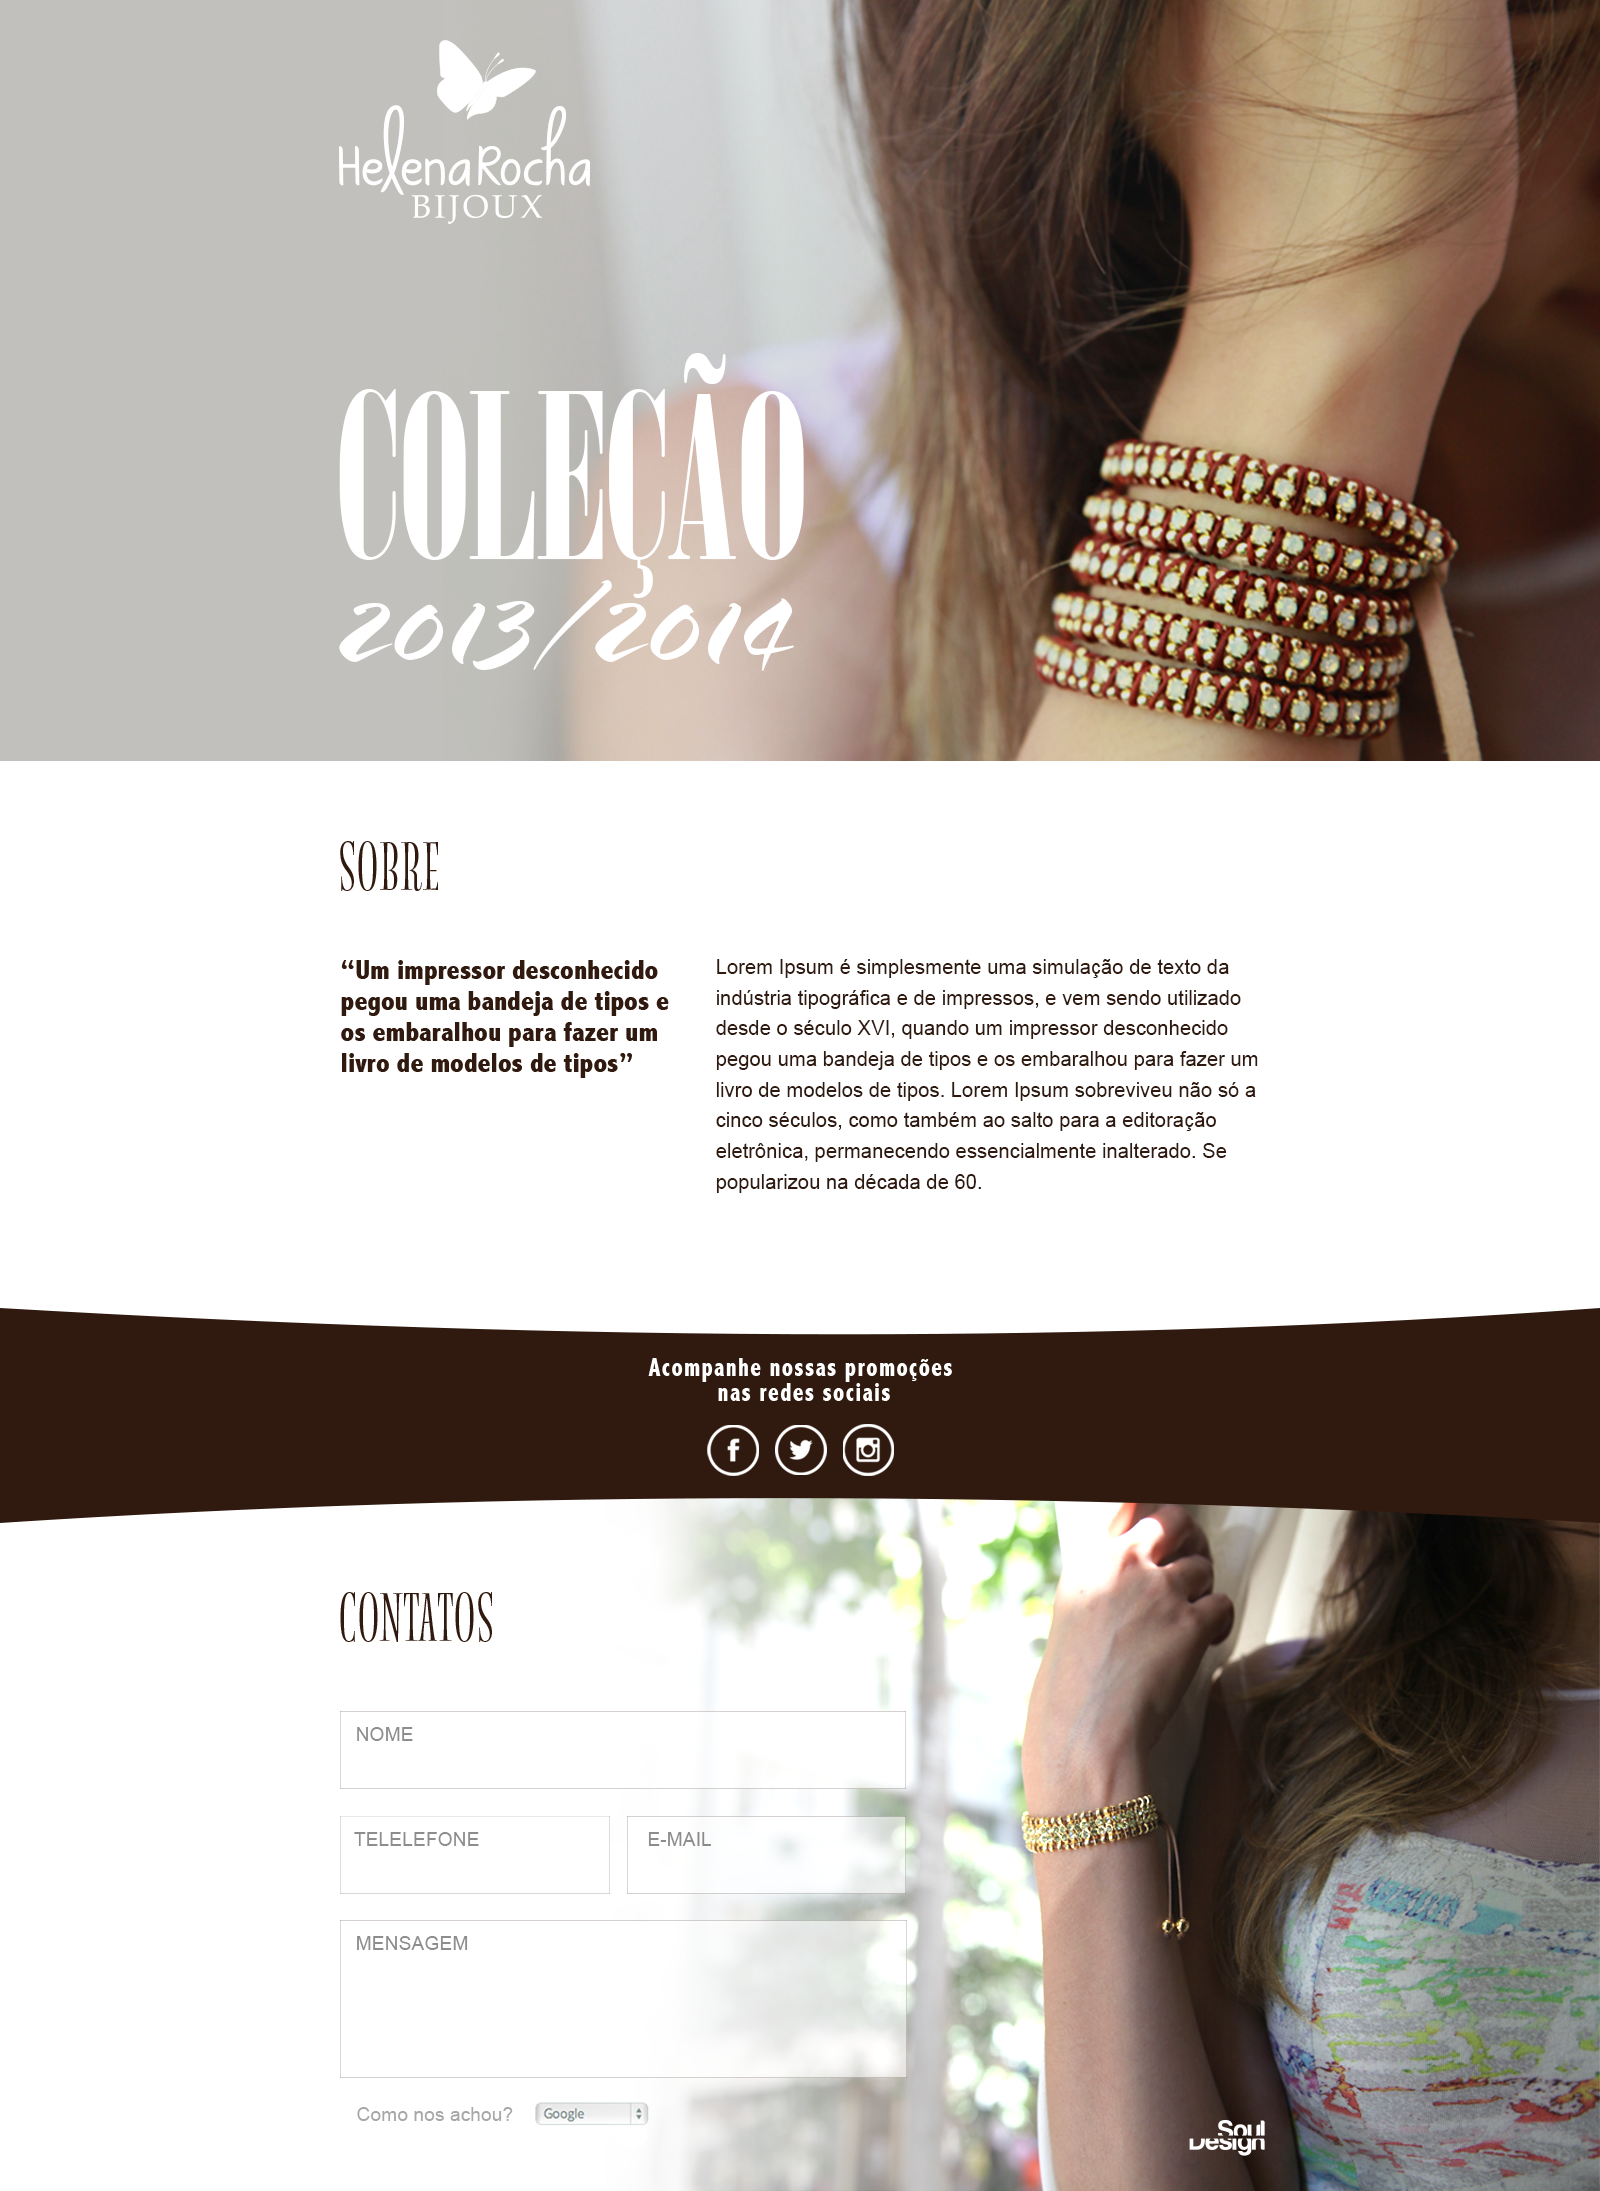 HelenaRocha
BIJOUX
COLEÇÃO
2013/2014
SOBRE
“Um impressor desconhecido
pegou uma bandeja de tipos e
os embaralhou para fazer um
livro de modelos de tipos”
Lorem Ipsum é simplesmente uma simulação de texto da
indústria tipográfica e de impressos, e vem sendo utilizado
desde o século XVI, quando um impressor desconhecido
pegou uma bandeja de tipos e os embaralhou para fazer um
livro de modelos de tipos. Lorem Ipsum sobreviveu não só a
cinco séculos, como também ao salto para a editoração
eletrônica, permanecendo essencialmente inalterado. Se
popularizou na década de 60.
Acompanhe nossas promoções
nas redes sociais
CONTATOS
NOME
TELELEFONE
E-MAIL
MENSAGEM
Como nos achou?
Google
Soul
Design